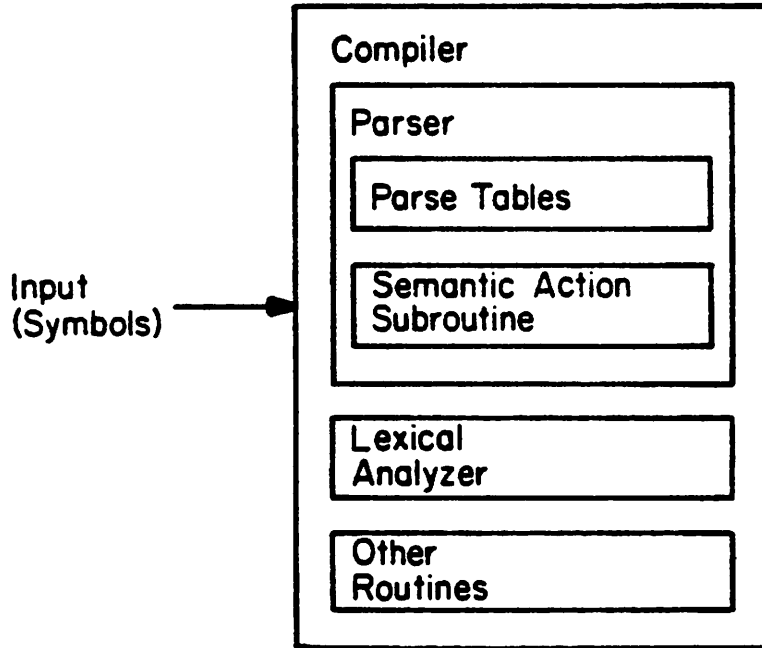 Compiler
Parser
Parse Tables
Semantic Action
Subroutine
Input
(Symbols)
Lexical
Analyzer
Other
Routines